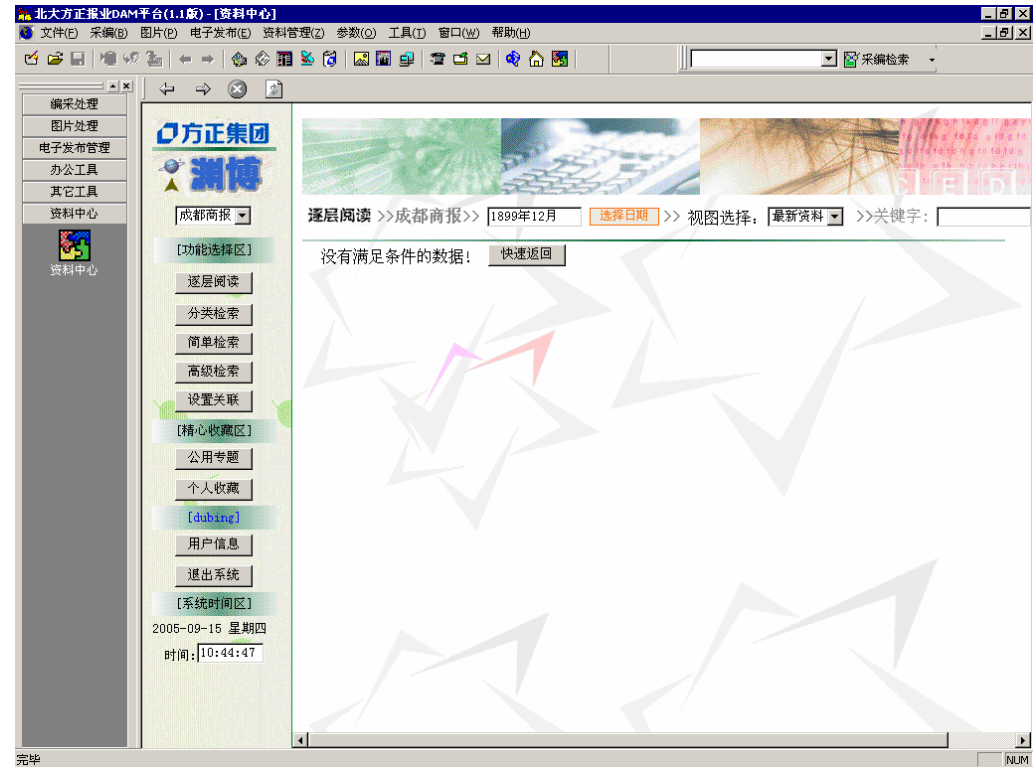 北大方正报业DAM平台(1.1版) - [资料中心]
文件(F) 采编(B) 图片(P) 电子发布(E) 资料管理(Z) 参数(O) 工具(T) 窗口(W) 帮助(H)
采编检索
编采处理
图片处理
电子发布管理
办公工具
其它工具
资料中心
资料中心
方正集团
渊博
成都商报
[功能选择区]
逐层阅读
分类检索
简单检索
高级检索
设置关联
[精心收藏区]
公用专题
个人收藏
[dubing]
用户信息
退出系统
[系统时间区]
2005-09-15 星期四
时间: 10:44:47
逐层阅读 >>成都商报>> 1899年12月 选择日期 >> 视图选择: 最新资料 >>关键字:
没有满足条件的数据! 快速返回
完毕
NUM